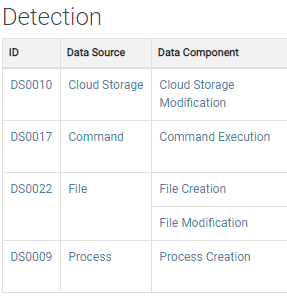 Detection
ID Data Source Data Component
DS0010 Cloud Storage Cloud Storage
Modification
DS0017 Command Command Execution
DS0022 File File Creation
File Modification
DS0009 Process Process Creation